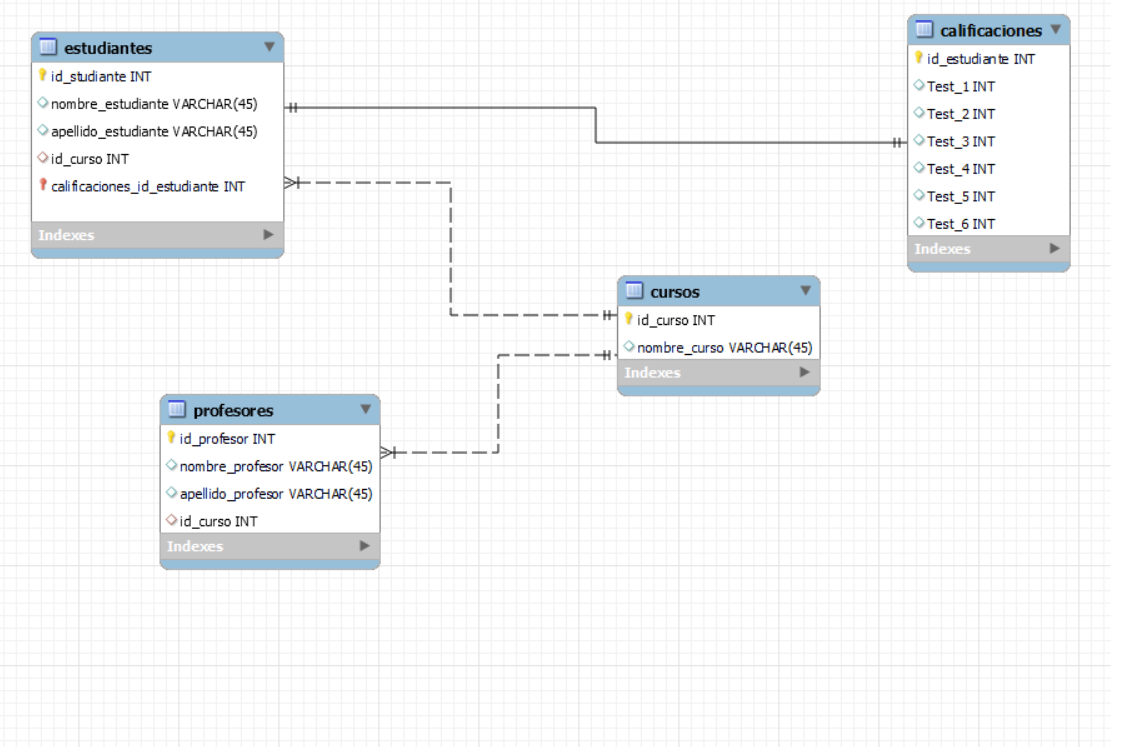 estudiantes
id_studiante INT
nombre_estudiante VARCHAR(45)
apellido_estudiante VARCHAR(45)
id_curso INT
calificaciones_id_estudiante INT
Indexes
calificaciones
id_estudiante INT
Test_1 INT
Test_2 INT
Test_3 INT
Test_4 INT
Test_5 INT
Test_6 INT
Indexes
cursos
id_curso INT
nombre_curso VARCHAR(45)
Indexes
profesores
id_profesor INT
nombre_profesor VARCHAR(45)
apellido_profesor VARCHAR(45)
id_curso INT
Indexes